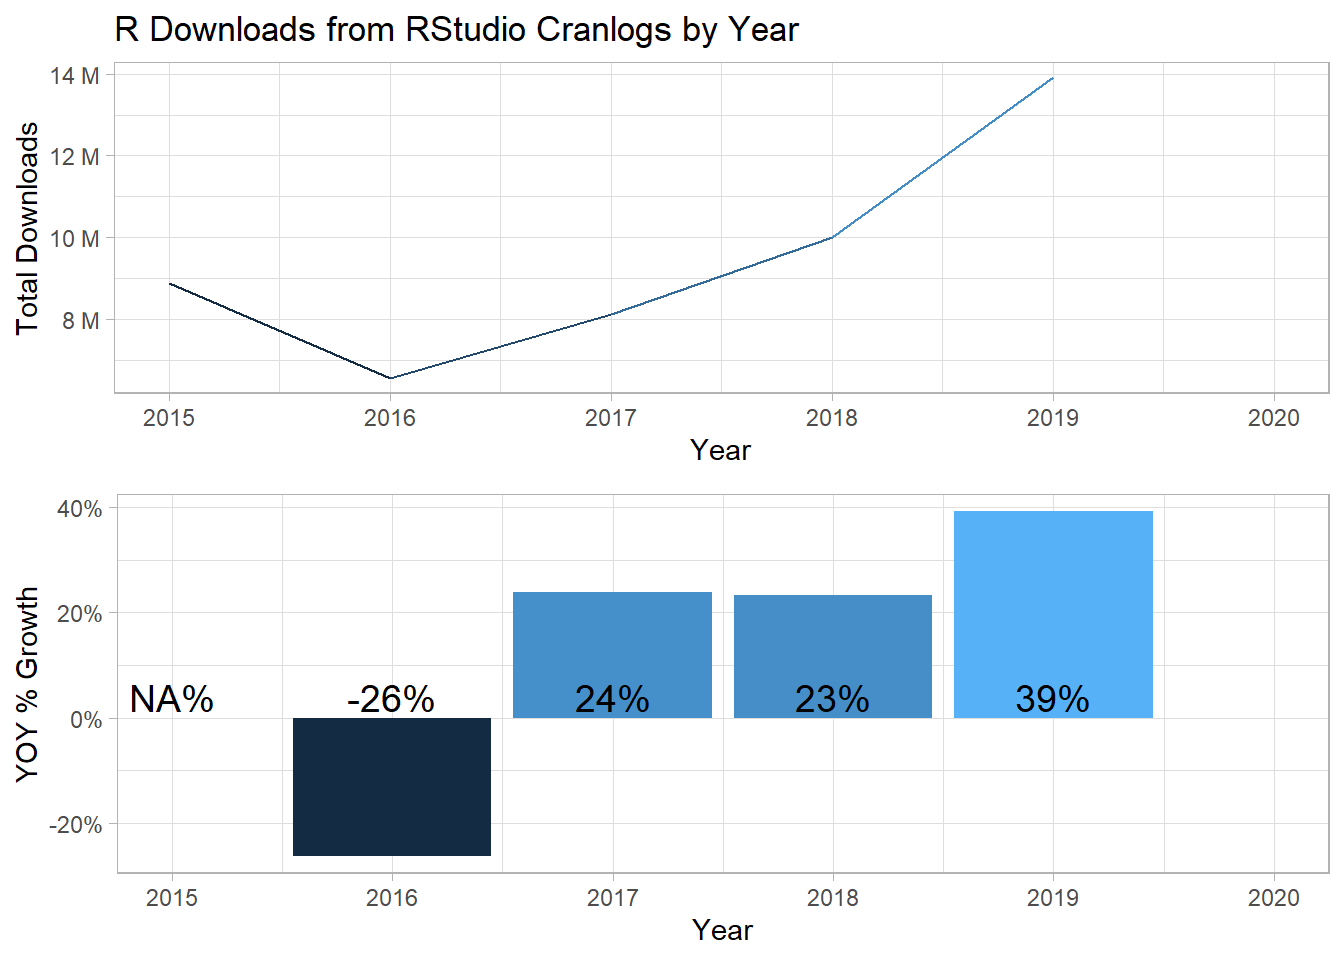 R Downloads from RStudio Cranlogs by Year
Total Downloads
14 M
12 M
10 M
8 M
2015 2016 2017 2018 2019 2020
Year
YOY % Growth
40%
20%
0%
-20%
NA% -26% 24% 23% 39%
2015 2016 2017 2018 2019 2020
Year